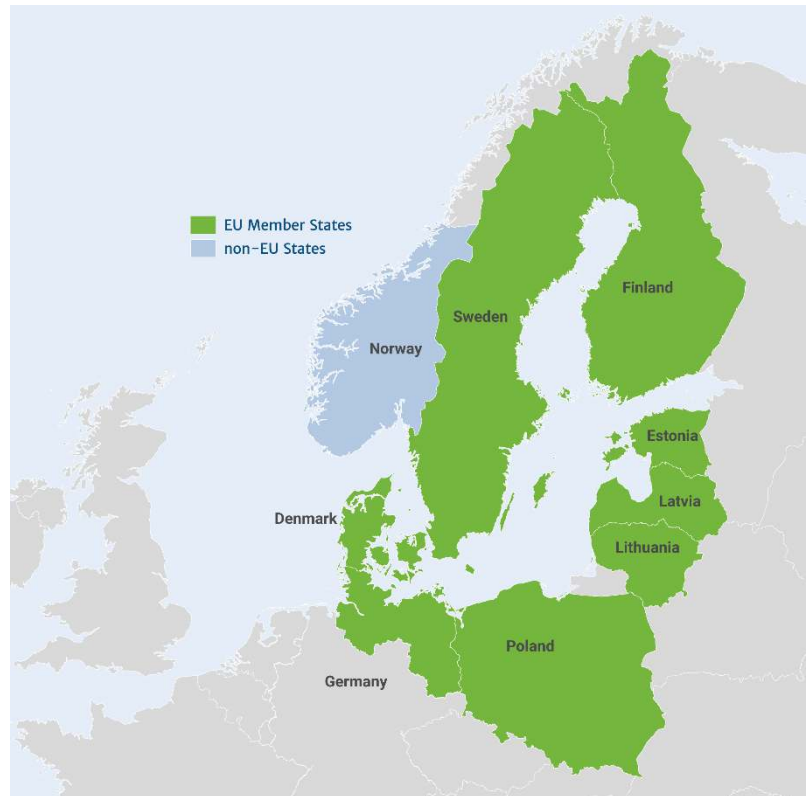 EU Member States
non-EU States
Finland
Sweden
Norway
Estonia
Latvia
Denmark
Lithuania
Poland
Germany